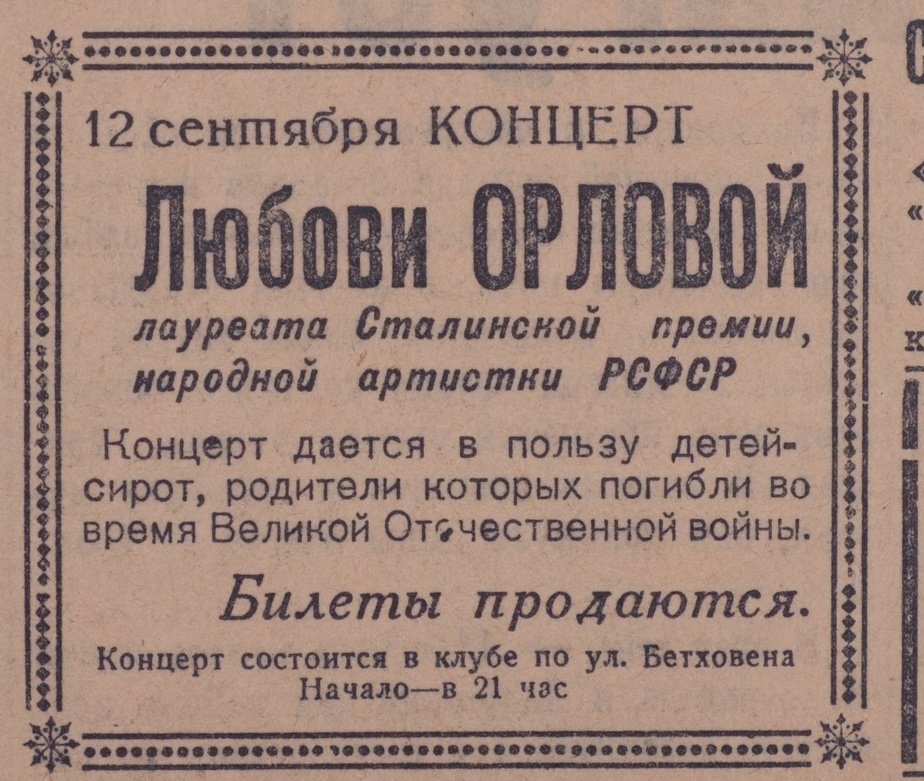 12 сентября КОНЦЕРТ
Любови ОРЛОВОЙ
лауреата Сталинской премии,
народной артистки РСФСР
Концерт дается в пользу детей-
сирот, родители которых погибли во
время Великой Отечественной войны.
Билеты продаются.
Концерт состоится в клубе по ул. Бетховена
Начало—в 21 час